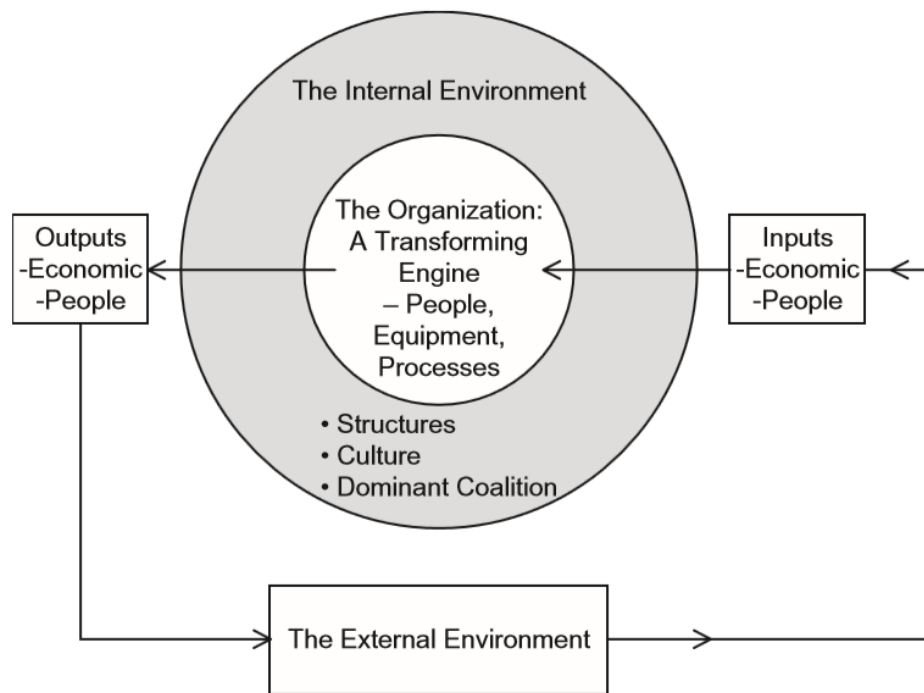 The Internal Environment
The Organization:
A Transforming
Engine
– People,
Equipment,
Processes
• Structures
• Culture
• Dominant Coalition
Outputs
-Economic
-People
Inputs
-Economic
-People
The External Environment